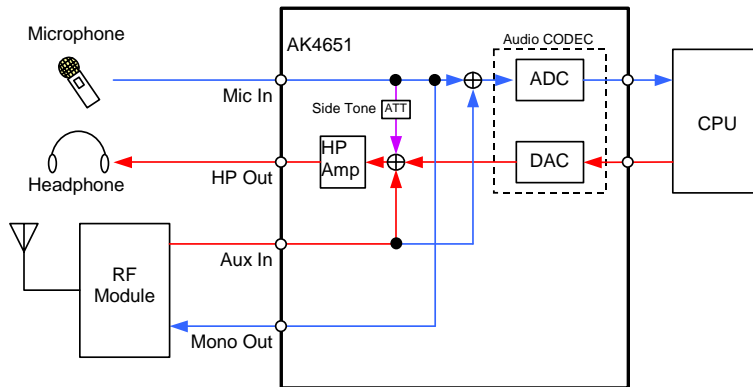 Microphone
AK4651
Audio CODEC
Mic In
Side Tone
ATT
ADC
CPU
HP
Amp
DAC
Headphone
HP Out
RF
Module
Aux In
Mono Out